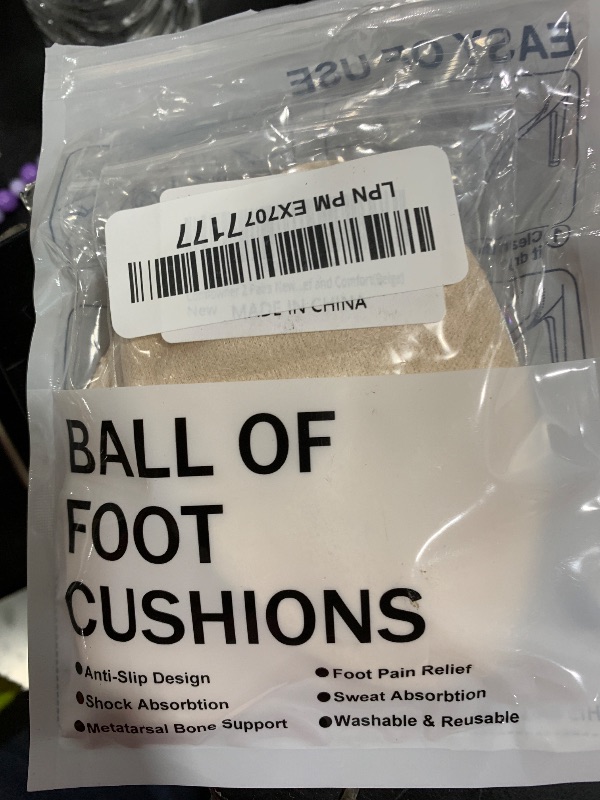 EASY OF USE
LPN PM EX7077177
New
MADE IN CHINA
BALL OF
FOOT
CUSHIONS
Anti-Slip Design
Shock Absorbtion
Metatarsal Bone Support
Foot Pain Relief
Sweat Absorbtion
Washable & Reusable